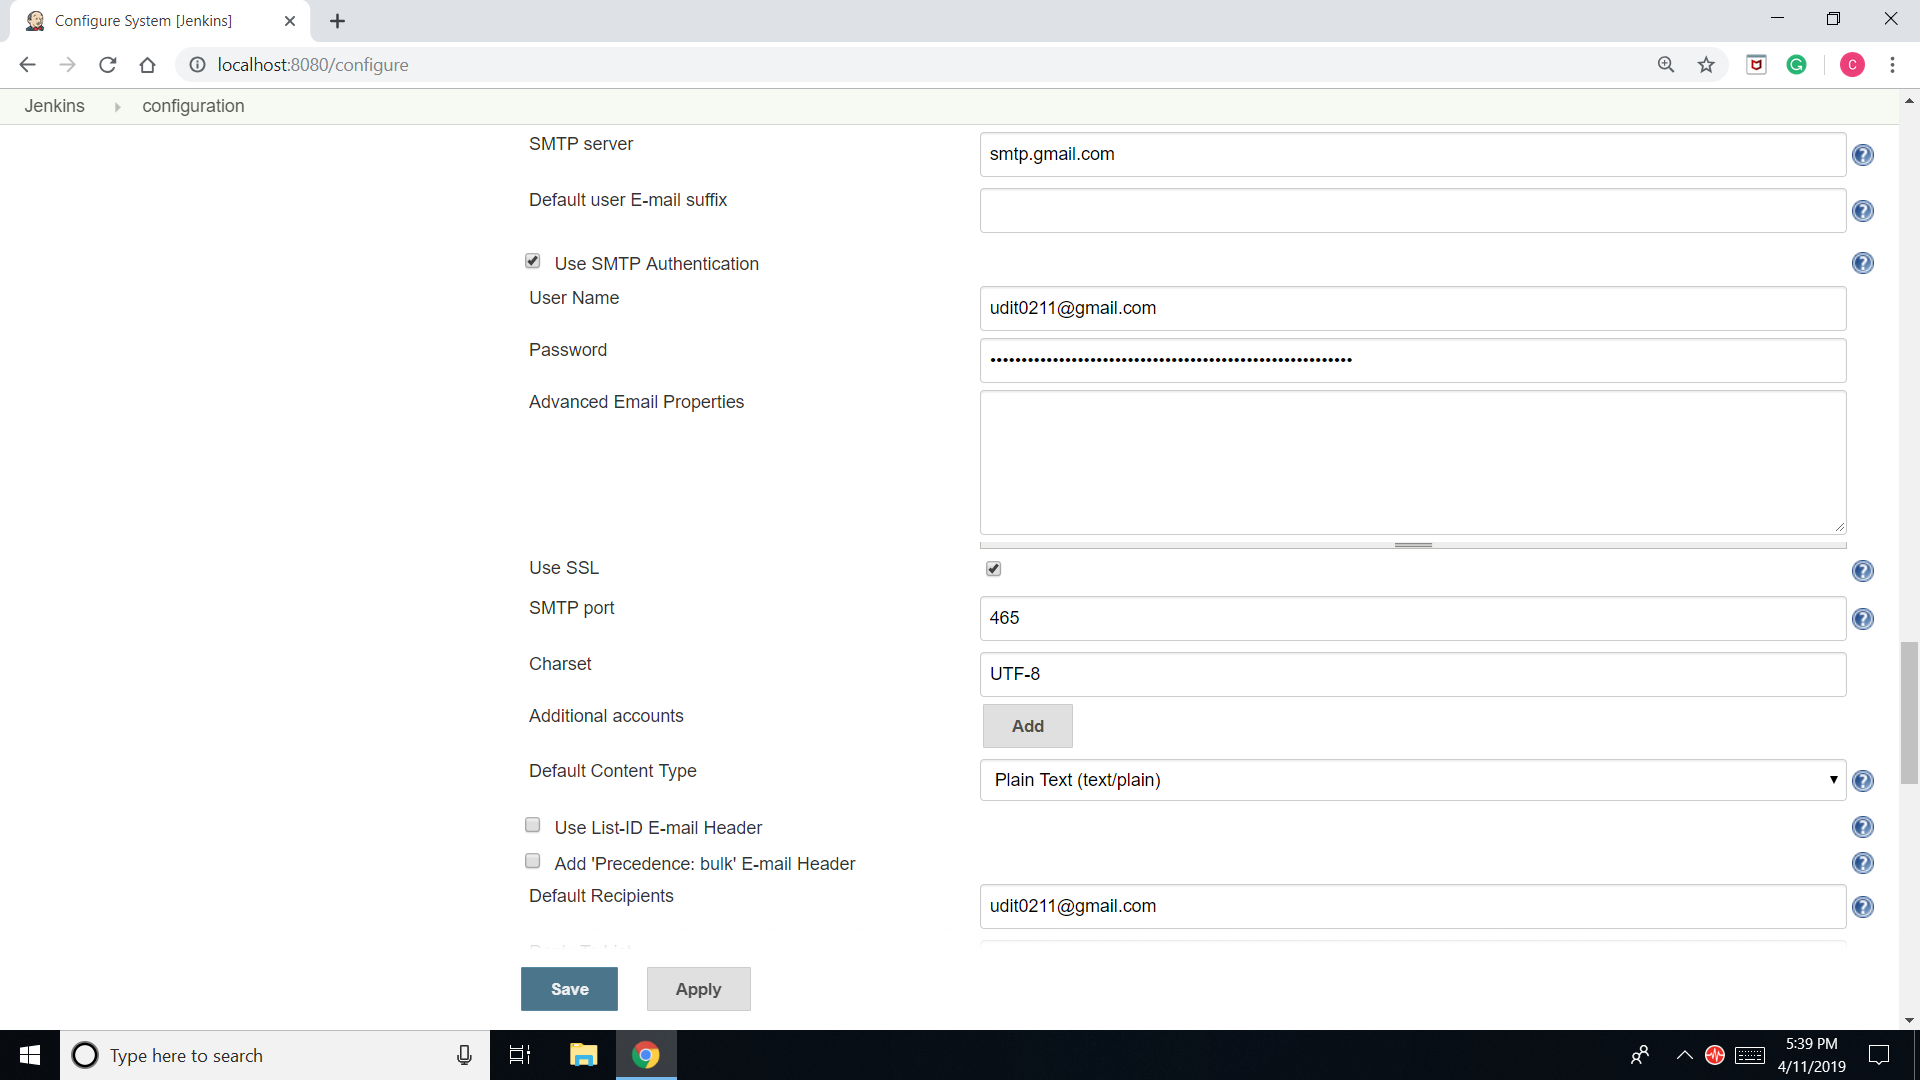 Configure System [Jenkins]
localhost:8080/configure
C
Jenkins
configuration
SMTP server
smtp.gmail.com
Default user E-mail suffix
Use SMTP Authentication
User Name
udit0211@gmail.com
Password
Advanced Email Properties
Use SSL
SMTP port
465
Charset
UTF-8
Additional accounts
Add
Default Content Type
Plain Text (text/plain)
Use List-ID E-mail Header
Add 'Precedence: bulk' E-mail Header
Default Recipients
udit0211@gmail.com
Save
Apply
Type here to search
5:39 PM
4/11/2019